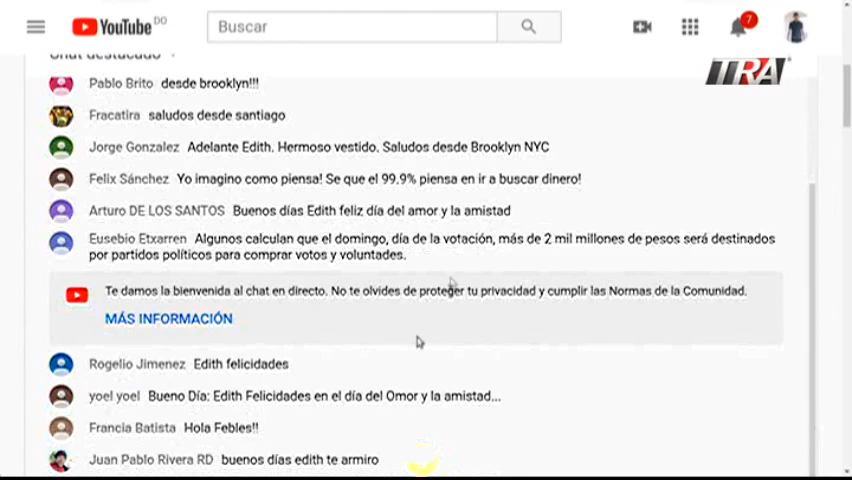 YouTube DO
Buscar
7
Chat destacado
TRA
Pablo Brito desde brooklyn!!!
Fracatira saludos desde santiago
Jorge Gonzalez Adelante Edith. Hermoso vestido. Saludos desde Brooklyn NYC
Felix Sánchez Yo imagino como piensa! Se que el 99.9% piensa en ir a buscar dinero!
Arturo DE LOS SANTOS Buenos días Edith feliz día del amor y la amistad
Eusebio Etxarren Algunos calculan que el domingo, día de la votación, más de 2 mil millones de pesos será destinados
por partidos políticos para comprar votos y voluntades.
Te damos la bienvenida al chat en directo. No te olvides de proteger tu privacidad y cumplir las Normas de la Comunidad.
MÁS INFORMACIÓN
Rogelio Jimenez Edith felicidades
yoel yoel Bueno Día: Edith Felicidades en el día del Omor y la amistad...
Francia Batista Hola Febles!!
Juan Pablo Rivera RD buenos días edith te armiro